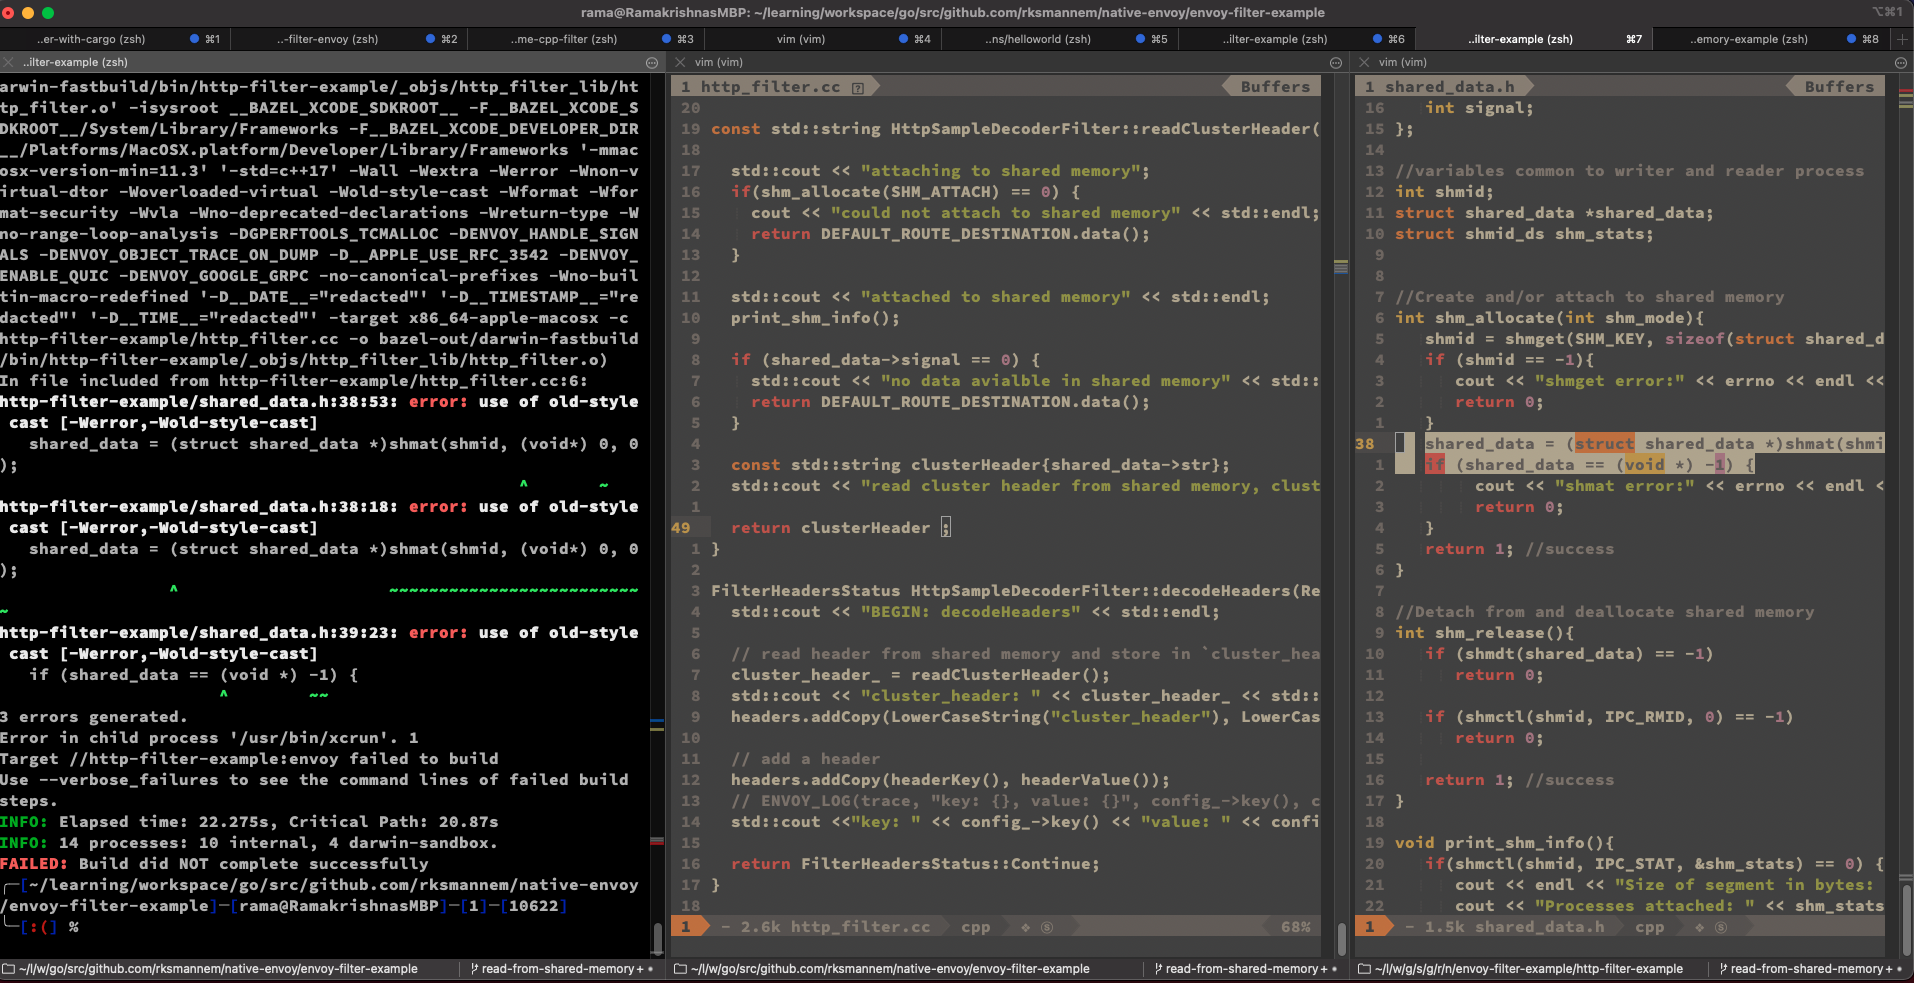 rama@RamakrishnasMBP: ~/learning/workspace/go/src/github.com/rksmannem/native-envoy/envoy-filter-example
⌥⌘1
..er-with-cargo (zsh) ⌘1
..-filter-envoy (zsh) ⌘2
...me-cpp-filter (zsh) ⌘3
vim (vim) ⌘4
..ns/helloworld (zsh) ⌘5
..ilter-example (zsh) ⌘6
..ilter-example (zsh) ⌘7
..emory-example (zsh) ⌘8
..ilter-example (zsh)
arwin-fastbuild/bin/http-filter-example/_objs/http_filter_lib/ht
tp_filter.o' -isysroot __BAZEL_XCODE_SDKROOT__ -F__BAZEL_XCODE_S
DKROOT__/System/Library/Frameworks -F__BAZEL_XCODE_DEVELOPER_DIR
__/Platforms/MacOSX.platform/Developer/Library/Frameworks '-mmac
osx-version-min=11.3' '-std=c++17' -Wall -Wextra -Werror -Wnon-v
irtual-dtor -Woverloaded-virtual -Wold-style-cast -Wformat -Wfor
mat-security -Wvla -Wno-deprecated-declarations -Wreturn-type -W
no-range-loop-analysis -DGPERFTOOLS_TCMALLOC -DENVOY_HANDLE_SIGN
ALS -DENVOY_OBJECT_TRACE_ON_DUMP -D__APPLE_USE_RFC_3542 -DENVOY_
ENABLE_QUIC -DENVOY_GOOGLE_GRPC -no-canonical-prefixes -Wno-buil
tin-macro-redefined '-D__DATE__="redacted"' '-D__TIMESTAMP__="re
dacted"' '-D__TIME__="redacted"' -target x86_64-apple-macosx -c
http-filter-example/http_filter.cc -o bazel-out/darwin-fastbuild
/bin/http-filter-example/_objs/http_filter_lib/http_filter.o)
In file included from http-filter-example/http_filter.cc:6:
http-filter-example/shared_data.h:38:53: error: use of old-style
 cast [-Werror,-Wold-style-cast]
   shared_data = (struct shared_data *)shmat(shmid, (void*) 0, 0
);
^ ~
http-filter-example/shared_data.h:38:18: error: use of old-style
 cast [-Werror,-Wold-style-cast]
   shared_data = (struct shared_data *)shmat(shmid, (void*) 0, 0
);
^ ~~~~~~~~~~~~~~~~~~~~~~~~~
~
http-filter-example/shared_data.h:39:23: error: use of old-style
 cast [-Werror,-Wold-style-cast]
   if (shared_data == (void *) -1) {
^ ~~
3 errors generated.
Error in child process '/usr/bin/xcrun'. 1
Target //http-filter-example:envoy failed to build
Use --verbose_failures to see the command lines of failed build
steps.
INFO: Elapsed time: 22.275s, Critical Path: 20.87s
INFO: 14 processes: 10 internal, 4 darwin-sandbox.
FAILED: Build did NOT complete successfully
╭─[~/learning/workspace/go/src/github.com/rksmannem/native-envoy
/envoy-filter-example]─[rama@RamakrishnasMBP]─[1]─[10622]
╰─[:(] %
~/l/w/go/src/github.com/rksmannem/native-envoy/envoy-filter-example read-from-shared-memory+
vim (vim)
1 http_filter.cc Buffers
20
19 const std::string HttpSampleDecoderFilter::readClusterHeader(
18
17   std::cout << "attaching to shared memory";
16   if(shm_allocate(SHM_ATTACH) == 0) {
15     cout << "could not attach to shared memory" << std::endl;
14     return DEFAULT_ROUTE_DESTINATION.data();
13   }
12
11   std::cout << "attached to shared memory" << std::endl;
10   print_shm_info();
9
8   if (shared_data->signal == 0) {
7     std::cout << "no data avialble in shared memory" << std::
6     return DEFAULT_ROUTE_DESTINATION.data();
5   }
4
3   const std::string clusterHeader{shared_data->str};
2   std::cout << "read cluster header from shared memory, clust
1
49   return clusterHeader ;
1 }
2
3 FilterHeadersStatus HttpSampleDecoderFilter::decodeHeaders(Re
4   std::cout << "BEGIN: decodeHeaders" << std::endl;
5
6   // read header from shared memory and store in `cluster_hea
7   cluster_header_ = readClusterHeader();
8   std::cout << "cluster_header: " << cluster_header_ << std::
9   headers.addCopy(LowerCaseString("cluster_header"), LowerCas
10
11   // add a header
12   headers.addCopy(headerKey(), headerValue());
13   // ENVOY_LOG(trace, "key: {}, value: {}", config_->key(), c
14   std::cout <<"key: " << config_->key() << "value: " << confi
15
16   return FilterHeadersStatus::Continue;
17 }
18
1 - 2.6k http_filter.cc cpp ❖ ⓢ 68%
~/l/w/go/src/github.com/rksmannem/native-envoy/envoy-filter-example read-from-shared-memory+
vim (vim)
1 shared_data.h Buffers
16   int signal;
15 };
14
13 //variables common to writer and reader process
12 int shmid;
11 struct shared_data *shared_data;
10 struct shmid_ds shm_stats;
9
8
7 //Create and/or attach to shared memory
6 int shm_allocate(int shm_mode){
5   shmid = shmget(SHM_KEY, sizeof(struct shared_d
4   if (shmid == -1){
3      cout << "shmget error:" << errno << endl <<
2      return 0;
1   }
38   shared_data = (struct shared_data *)shmat(shmi
1   if (shared_data == (void *) -1) {
2        cout << "shmat error:" << errno << endl <
3        return 0;
4   }
5   return 1; //success
6 }
7
8 //Detach from and deallocate shared memory
9 int shm_release(){
10   if (shmdt(shared_data) == -1)
11      return 0;
12
13   if (shmctl(shmid, IPC_RMID, 0) == -1)
14      return 0;
15
16   return 1; //success
17 }
18
19 void print_shm_info(){
20   if(shmctl(shmid, IPC_STAT, &shm_stats) == 0) {
21      cout << endl << "Size of segment in bytes:
22      cout << "Processes attached: " << shm_stats
1 - 1.5k shared_data.h cpp ❖ ⓢ
~/l/w/g/s/g/r/n/envoy-filter-example/http-filter-example read-from-shared-memory+